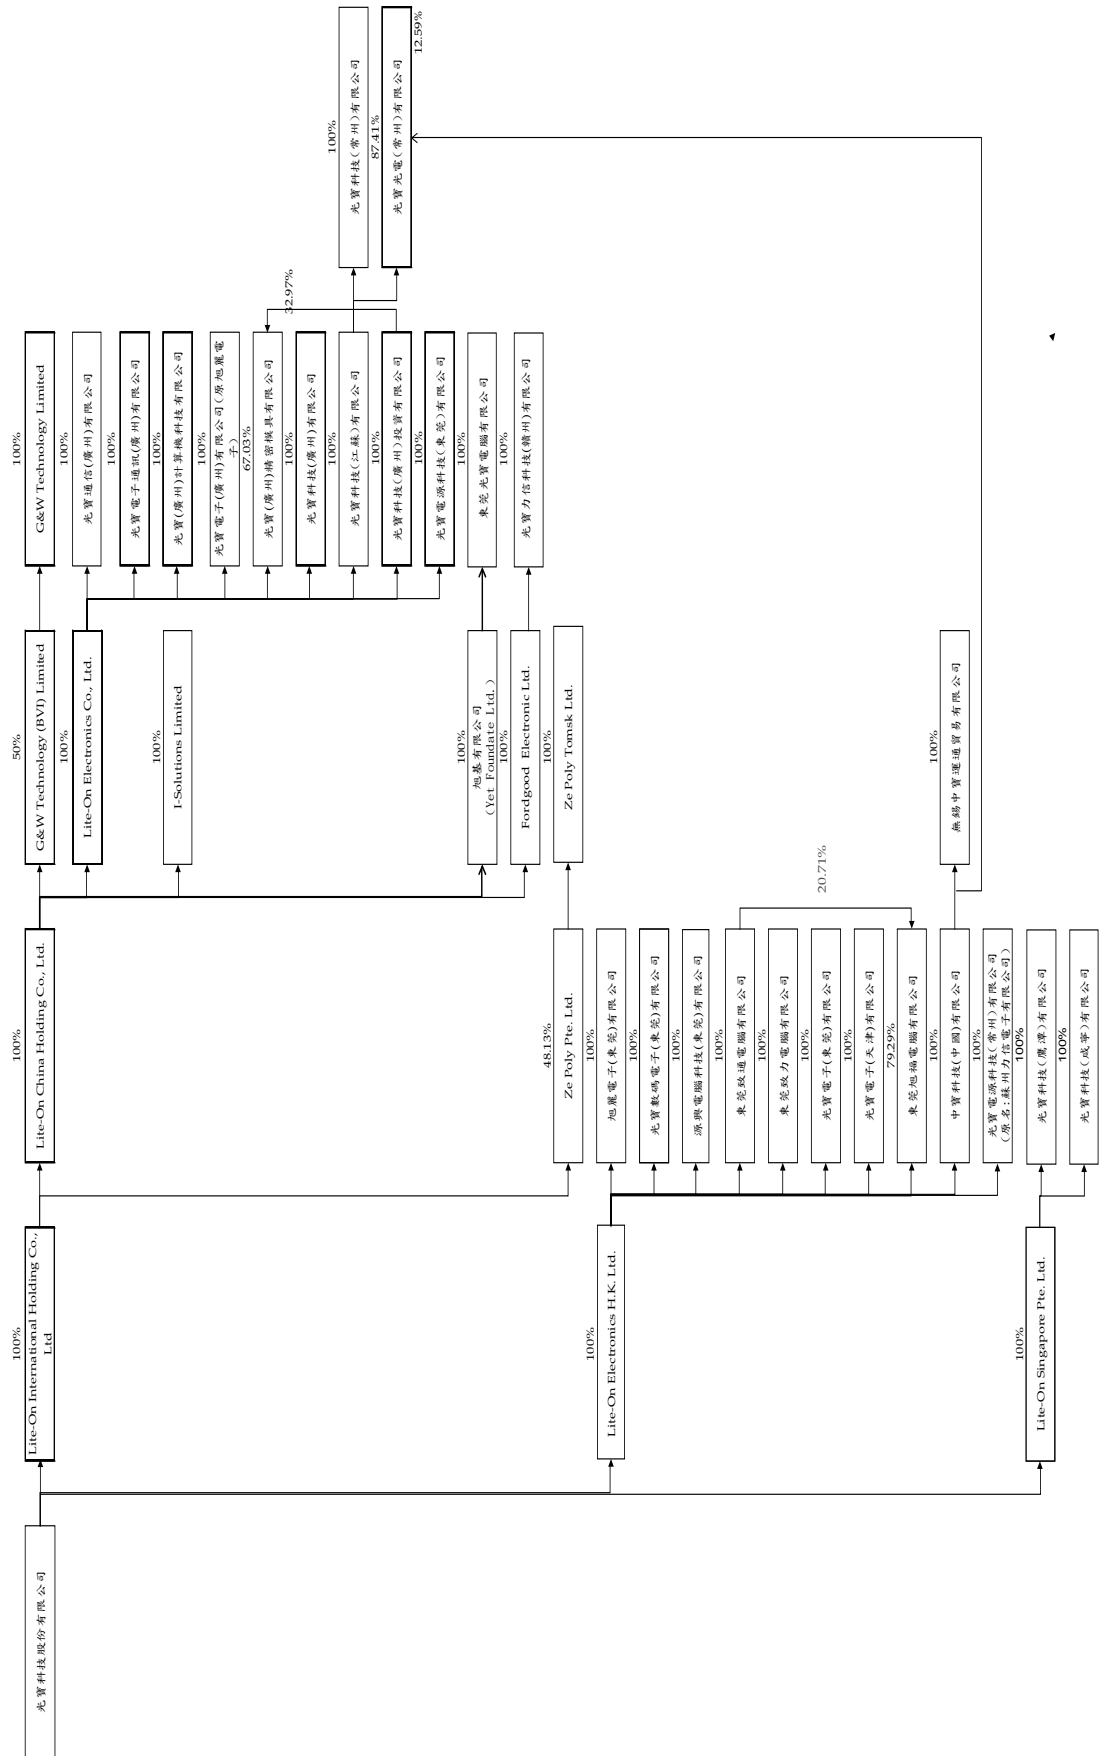 光寶科技股份有限公司
100%
Lite-On International Holding Co.,
Ltd
100%
Lite-On Electronics H.K. Ltd.
100%
Lite-On Singapore Pte. Ltd.
100%
Lite-On China Holding Co., Ltd.
48.13%
Ze Poly Pte. Ltd.
100%
旭麗電子(東莞)有限公司
100%
光寶數碼電子(東莞)有限公司
100%
源興電腦科技(東莞)有限公司
100%
東莞致通電腦有限公司
100%
東莞致力電腦有限公司
100%
光寶電子(東莞)有限公司
100%
光寶電子(天津)有限公司
79.29%
東莞旭福電腦有限公司
20.71%
100%
中寶科技(中國)有限公司
100%
光寶電源科技(常州)有限公司
(原名:蘇州力信電子有限公司)
100%
光寶科技(鷹潭)有限公司
100%
光寶科技(咸寧)有限公司
50%
G&W Technology (BVI) Limited
100%
Lite-On Electronics Co., Ltd.
100%
I-Solutions Limited
100%
旭基有限公司
(Yet Foundate Ltd.)
100%
Fordgood Electronic Ltd.
100%
Ze Poly Tomsk Ltd.
100%
無錫中寶運通貿易有限公司
100%
G&W Technology Limited
100%
光寶通信(廣州)有限公司
100%
光寶電子通訊(廣州)有限公司
100%
光寶(廣州)計算機科技有限公司
100%
光寶電子(廣州)有限公司(原旭麗電
子)
67.03%
光寶(廣州)精密模具有限公司
100%
光寶科技(廣州)有限公司
100%
光寶科技(江蘇)有限公司
100%
光寶科技(廣州)投資有限公司
100%
光寶電源科技(東莞)有限公司
100%
東莞光寶電腦有限公司
100%
光寶力信科技(贛州)有限公司
32.97%
100%
光寶科技(常州)有限公司
87.41%
光寶光電(常州)有限公司
12.59%